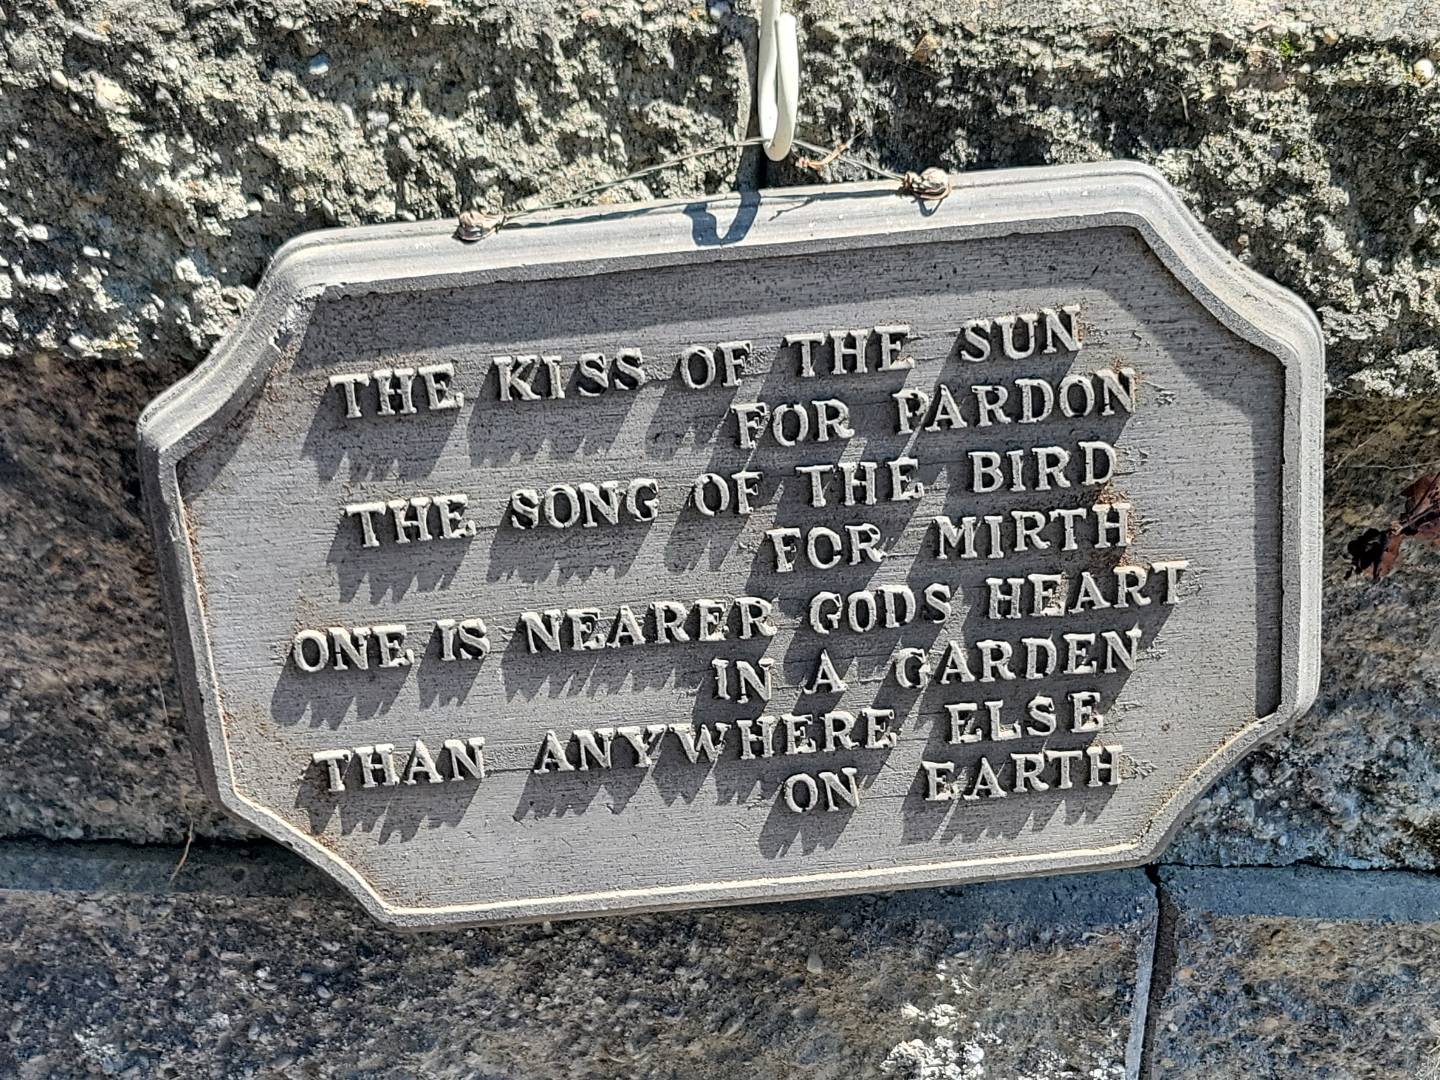 THE KISS OF THE SUN
FOR PARDON
THE SONG OF THE BIRD
FOR MIRTH
ONE IS NEARER GODS HEART
IN A GARDEN
THAN ANYWHERE ELSE
ON EARTH